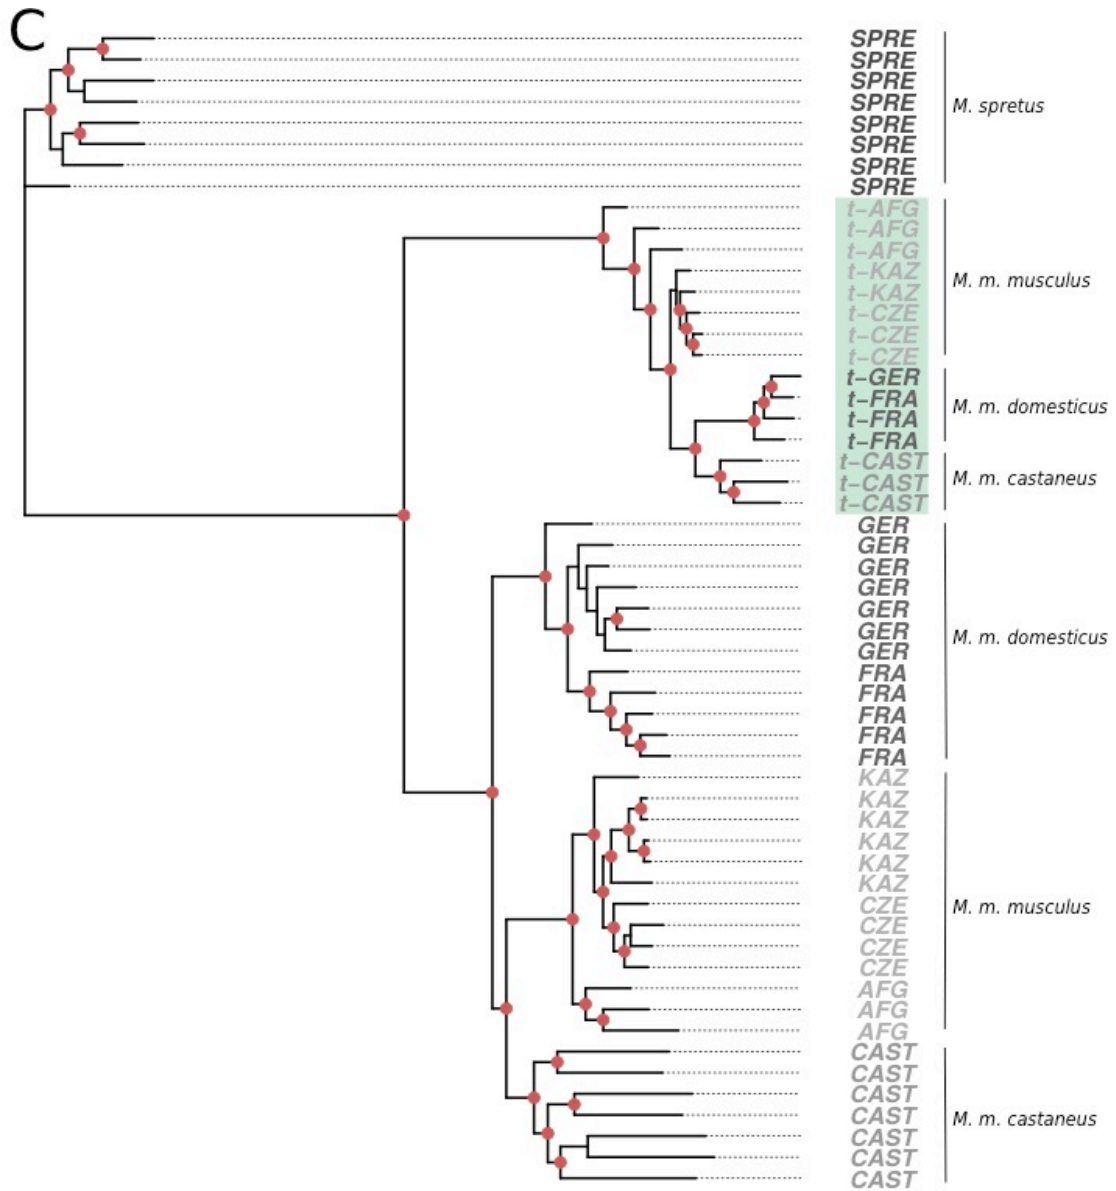 C
SPRE
SPRE
SPRE
SPRE
SPRE
SPRE
SPRE
SPRE
M. spretus
t-AFG
t-AFG
t-AFG
t-KAZ
t-KAZ
t-CZE
t-CZE
t-CZE
M. m. musculus
t-GER
t-FRA
t-FRA
t-FRA
M. m. domesticus
t-CAST
t-CAST
t-CAST
M. m. castaneus
GER
GER
GER
GER
GER
GER
GER
FRA
FRA
FRA
FRA
FRA
M. m. domesticus
KAZ
KAZ
KAZ
KAZ
KAZ
KAZ
CZE
CZE
CZE
CZE
AFG
AFG
AFG
M. m. musculus
CAST
CAST
CAST
CAST
CAST
CAST
CAST
M. m. castaneus